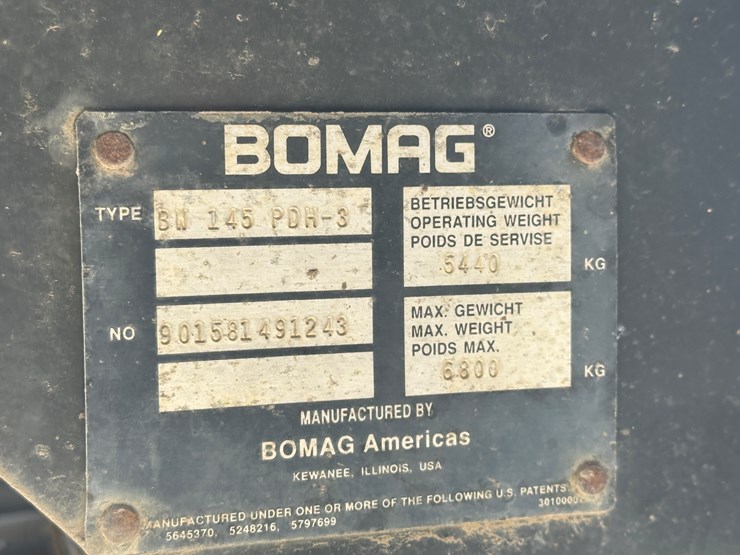 BOMAG®
TYPE BW 145 PDH-3
BETRIEBSGEWICHT
OPERATING WEIGHT
POIDS DE SERVISE
5440 KG
NO 901581491243
MAX. GEWICHT
MAX. WEIGHT
POIDS MAX.
6800 KG
MANUFACTURED BY
BOMAG Americas
KEWANEE, ILLINOIS, USA
MANUFACTURED UNDER ONE OR MORE OF THE FOLLOWING U.S. PATENTS
5645370, 5248216, 5797699